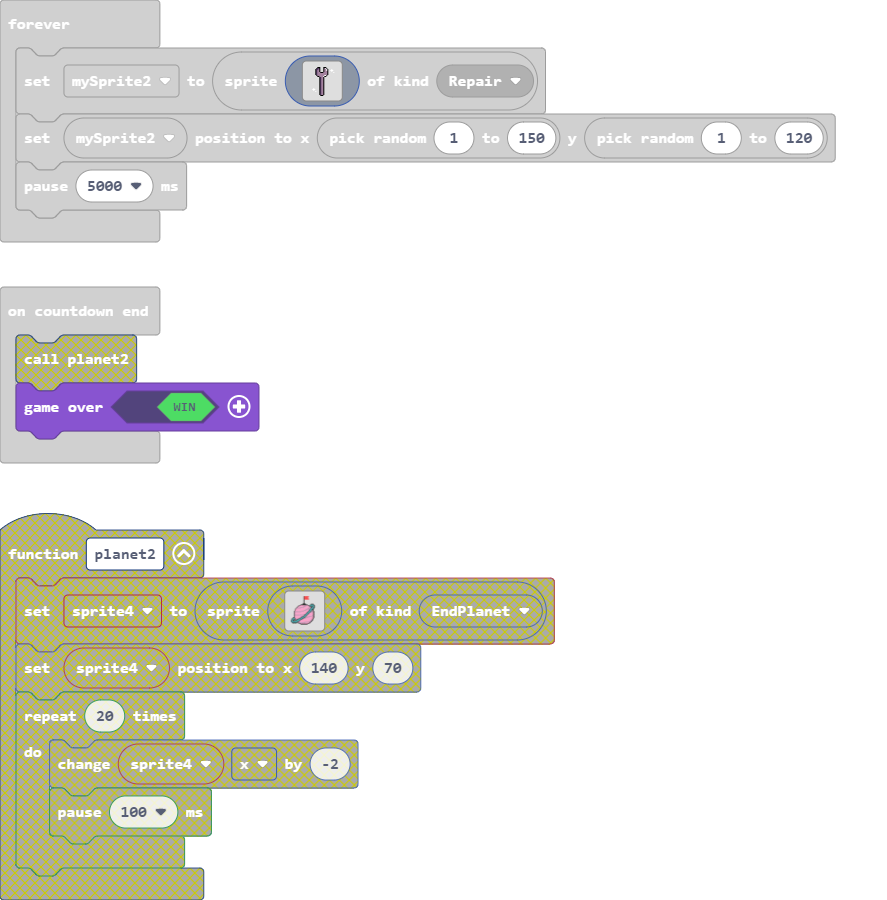 forever
set mySprite2 to sprite of kind Repair
set mySprite2 position to x pick random 1 to 150 y pick random 1 to 120
pause 5000 ms
on countdown end
call planet2
game over WIN
function planet2
set sprite4 to sprite of kind EndPlanet
set sprite4 position to x 140 y 70
repeat 20 times
do
change sprite4 x by -2
pause 100 ms